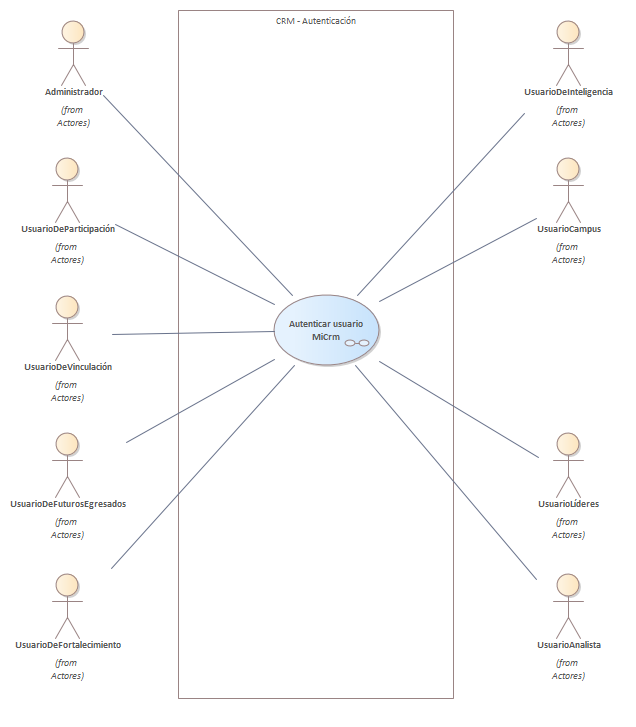 CRM - Autenticación
Administrador
(from
Actores)
UsuarioDeParticipación
(from
Actores)
UsuarioDeVinculación
(from
Actores)
UsuarioDeFuturosEgresados
(from
Actores)
UsuarioDeFortalecimiento
(from
Actores)
Autenticar usuario
MiCrm
UsuarioDeInteligencia
(from
Actores)
UsuarioCampus
(from
Actores)
UsuarioLíderes
(from
Actores)
UsuarioAnalista
(from
Actores)